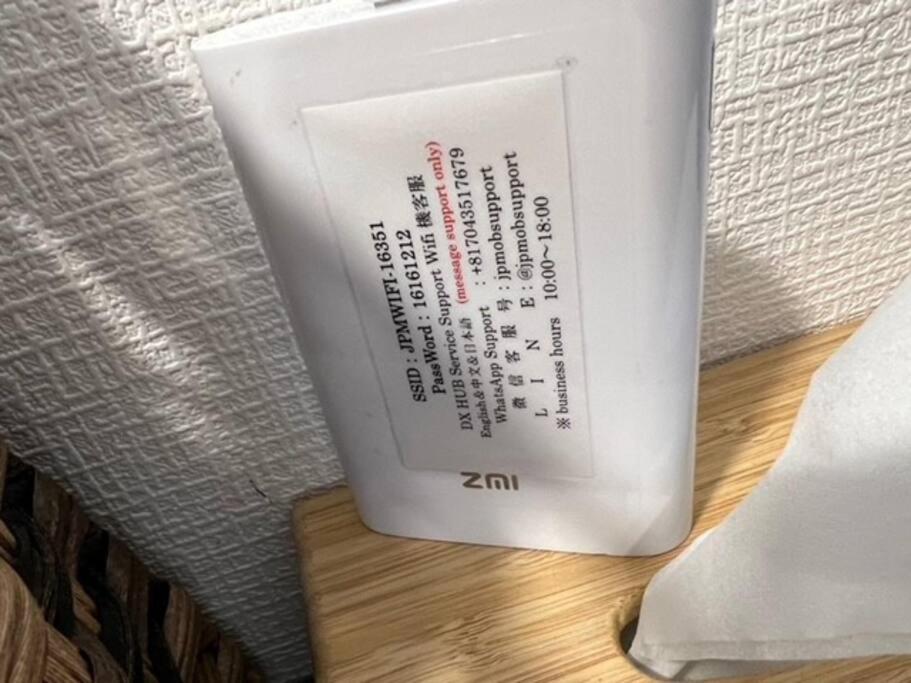 SSID : JPMWIFI-16351
PassWord : 16161212
DX HUB Service Support Wifi 機客服
English&中文&日本語 (message support only)
WhatsApp Support : +817043517679
微 信 客 服 号 : jpmobsupport
L I N E : @jpmobsupport
※business hours 10:00~18:00
ZMI